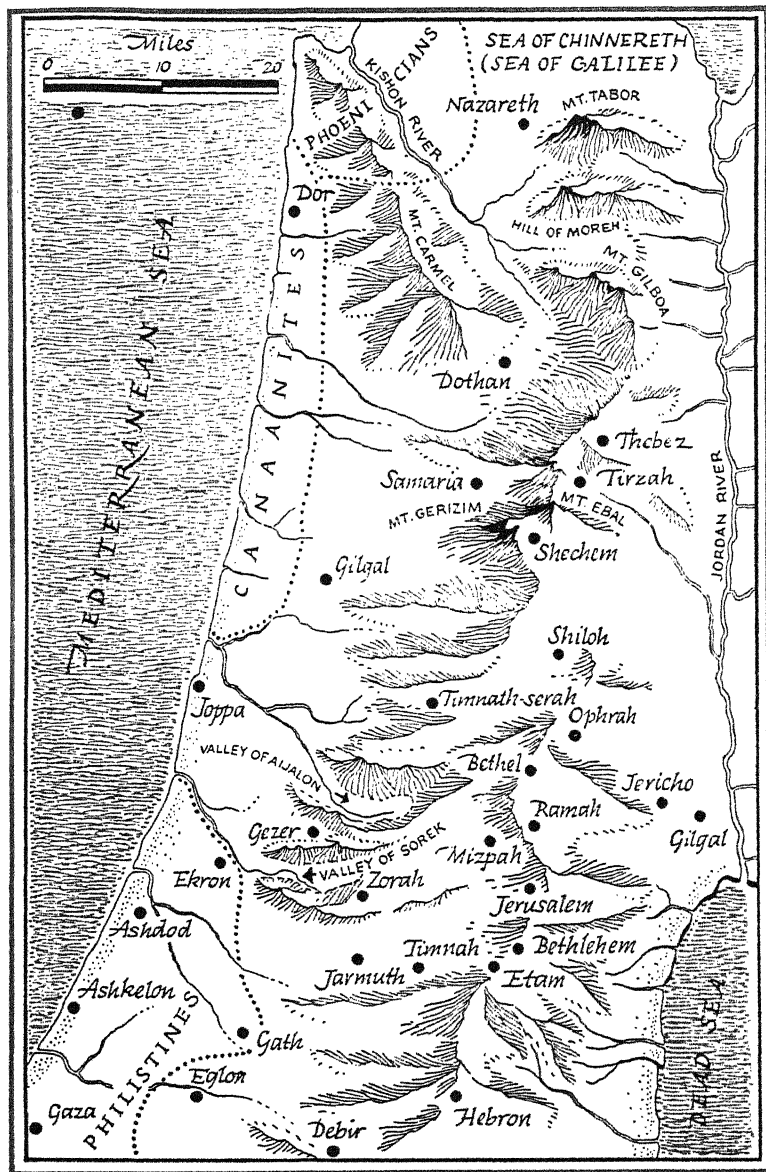 Miles
0 10 20
SEA OF CHINNERETH
(SEA OF GALILEE)
PHOENICIANS
KISHON RIVER
Nazareth
MT. TABOR
Dor
MT. CARMEL
HILL OF MOREH
MT. GILBOA
MEDITERRANEAN SEA
CANAANITES
Dothan
Thebez
Samaria
Tirzah
MT. GERIZIM
MT. EBAL
JORDAN RIVER
Shechem
Gilgal
Shiloh
Joppa
Timnath-serah
Ophrah
VALLEY OF AIJALON
Bethel
Jericho
Gilgal
Ramah
Gezer
VALLEY OF SOREK
Mizpah
Ekron
Zorah
Jerusalem
Ashdod
Bethlehem
Timnah
Jarmuth
Etam
Ashkelon
DEAD SEA
Gath
PHILISTINES
Eglon
Hebron
Gaza
Debir